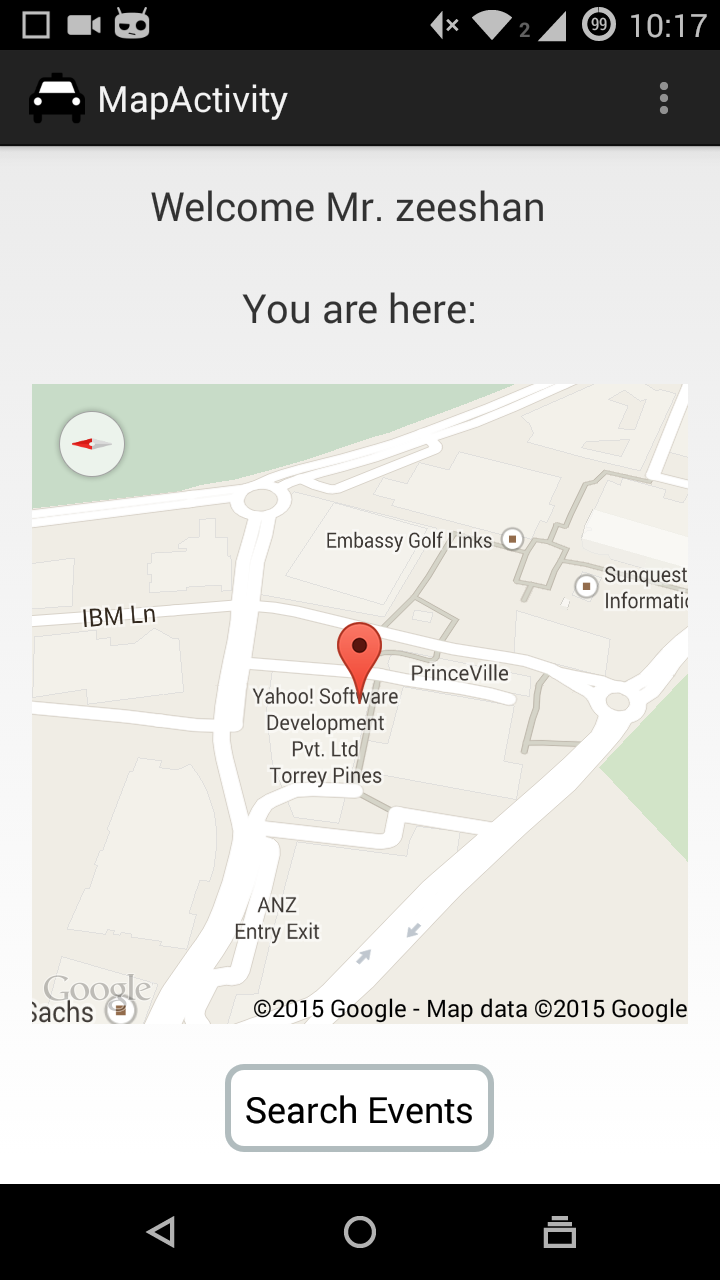 2 99 10:17
MapActivity
Welcome Mr. zeeshan
You are here:
Embassy Golf Links
Sunquest
Informatic
IBM Ln
PrinceVille
Yahoo! Software
Development
Pvt. Ltd
Torrey Pines
ANZ
Entry Exit
Google
Sachs
©2015 Google - Map data ©2015 Google
Search Events